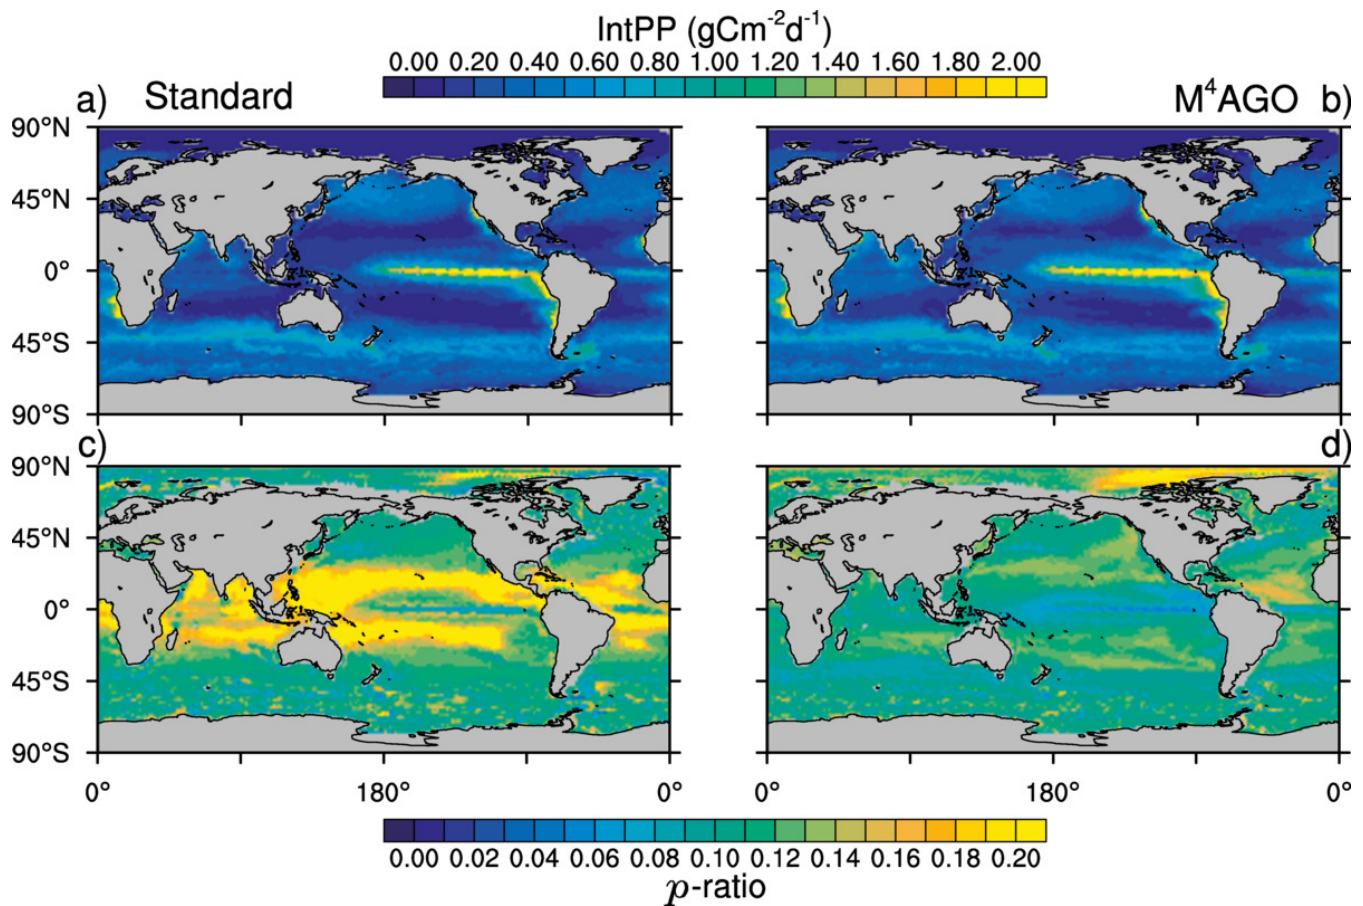 IntPP (gCm⁻²d⁻¹)
0.00 0.20 0.40 0.60 0.80 1.00 1.20 1.40 1.60 1.80 2.00
a) Standard
M⁴AGO b)
90°N
45°N
0°
45°S
90°S
c)
d)
90°N
45°N
0°
45°S
90°S
0° 180° 0°
0° 180° 0°
0.00 0.02 0.04 0.06 0.08 0.10 0.12 0.14 0.16 0.18 0.20
p-ratio